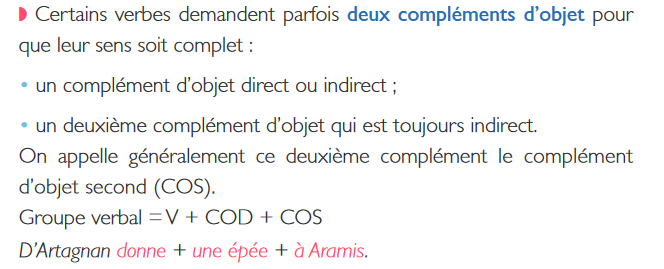 ◗ Certains verbes demandent parfois deux compléments d'objet pour
que leur sens soit complet :
• un complément d'objet direct ou indirect ;
• un deuxième complément d'objet qui est toujours indirect.
On appelle généralement ce deuxième complément le complément
d'objet second (COS).
Groupe verbal = V + COD + COS
D'Artagnan donne + une épée + à Aramis.